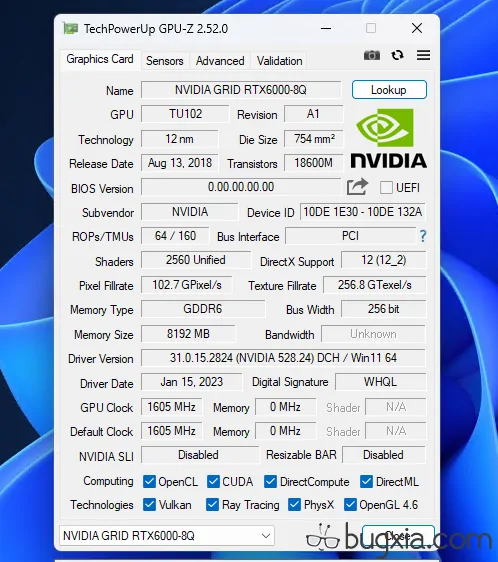 TechPowerUp GPU-Z 2.52.0
Graphics Card Sensors Advanced Validation
Name NVIDIA GRID RTX6000-8Q Lookup
GPU TU102 Revision A1
Technology 12 nm Die Size 754 mm²
Release Date Aug 13, 2018 Transistors 18600M
NVIDIA
BIOS Version 0.00.00.00.00 UEFI
Subvendor NVIDIA Device ID 10DE 1E30 - 10DE 132A
ROPs/TMUs 64 / 160 Bus Interface PCI ?
Shaders 2560 Unified DirectX Support 12 (12_2)
Pixel Fillrate 102.7 GPixel/s Texture Fillrate 256.8 GTexel/s
Memory Type GDDR6 Bus Width 256 bit
Memory Size 8192 MB Bandwidth Unknown
Driver Version 31.0.15.2824 (NVIDIA 528.24) DCH / Win11 64
Driver Date Jan 15, 2023 Digital Signature WHQL
GPU Clock 1605 MHz Memory 0 MHz Shader N/A
Default Clock 1605 MHz Memory 0 MHz Shader N/A
NVIDIA SLI Disabled Resizable BAR Disabled
Computing OpenCL CUDA DirectCompute DirectML
Technologies Vulkan Ray Tracing PhysX OpenGL 4.6
NVIDIA GRID RTX6000-8Q Close
bugxia.com